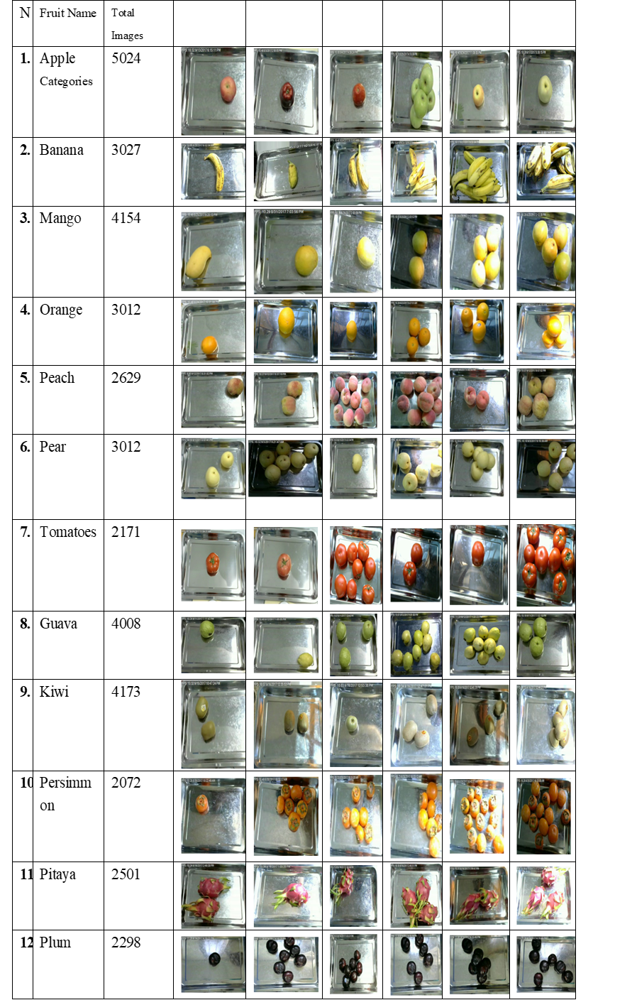 N Fruit Name Total
Images
1. Apple 5024
Categories
2. Banana 3027
3. Mango 4154
4. Orange 3012
5. Peach 2629
6. Pear 3012
7. Tomatoes 2171
8. Guava 4008
9. Kiwi 4173
10 Persimm 2072
on
11 Pitaya 2501
12 Plum 2298